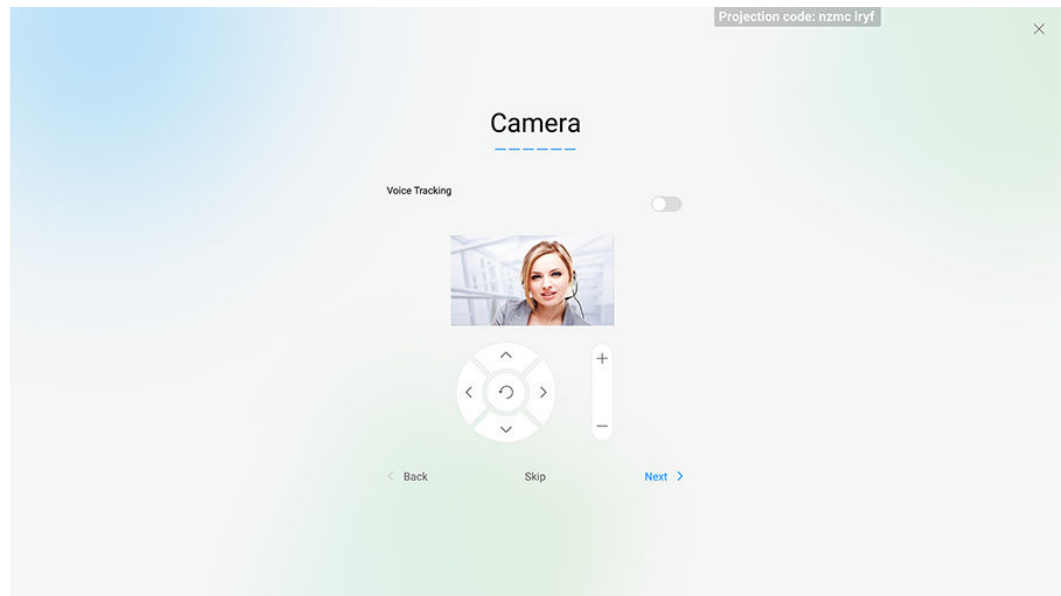 Projection code: nzmc lryf
Camera
Voice Tracking
Back
Skip
Next